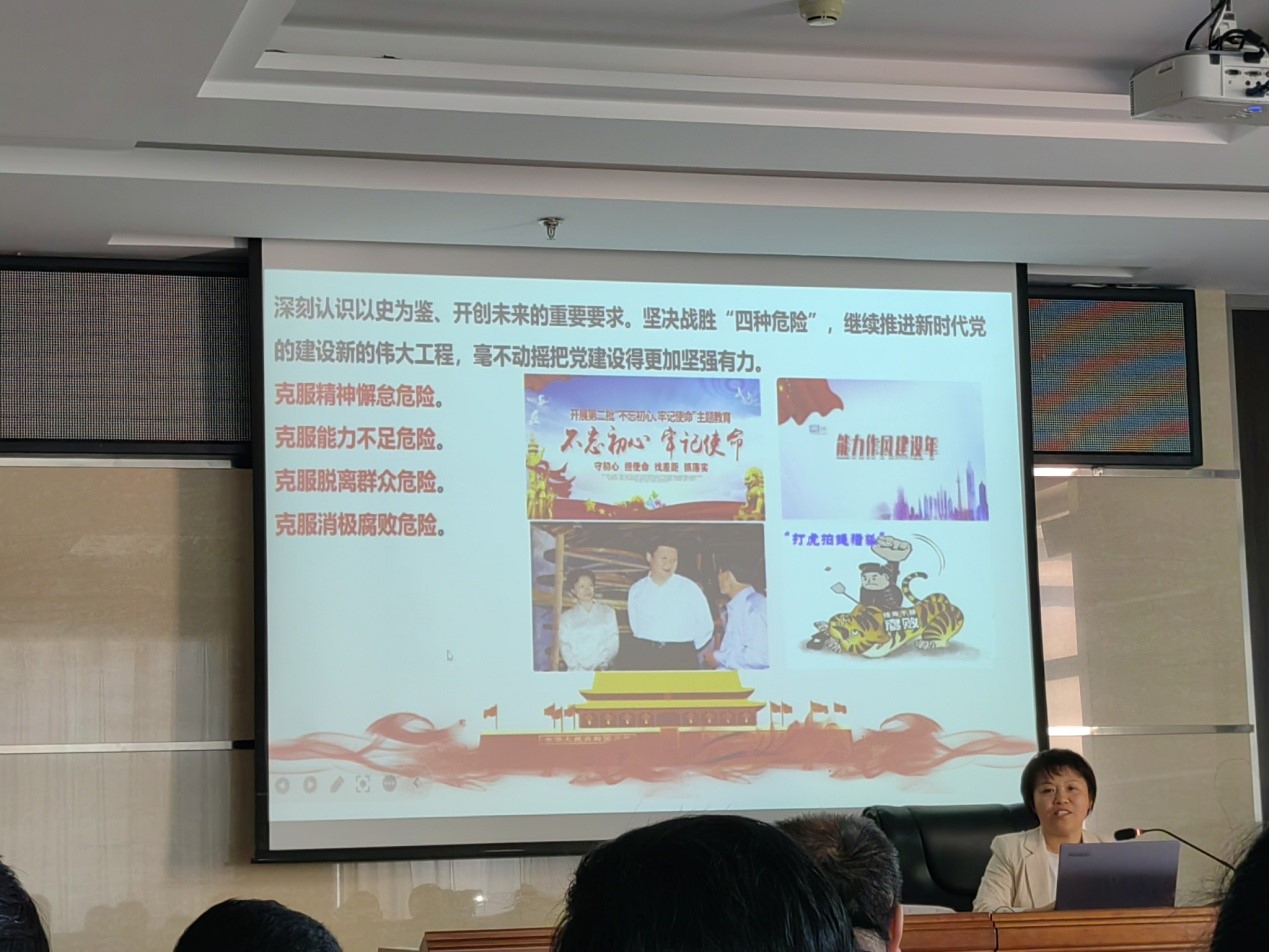 深刻认识以史为鉴、开创未来的重要要求。坚决战胜“四种危险”，继续推进新时代党
的建设新的伟大工程，毫不动摇把党建设得更加坚强有力。
克服精神懈怠危险。
克服能力不足危险。
克服脱离群众危险。
克服消极腐败危险。
开展第二批“不忘初心、牢记使命”主题教育
不忘初心 牢记使命
守初心 担使命 找差距 抓落实
能力作风建设年
“打虎拍蝇猎狐”
腐败